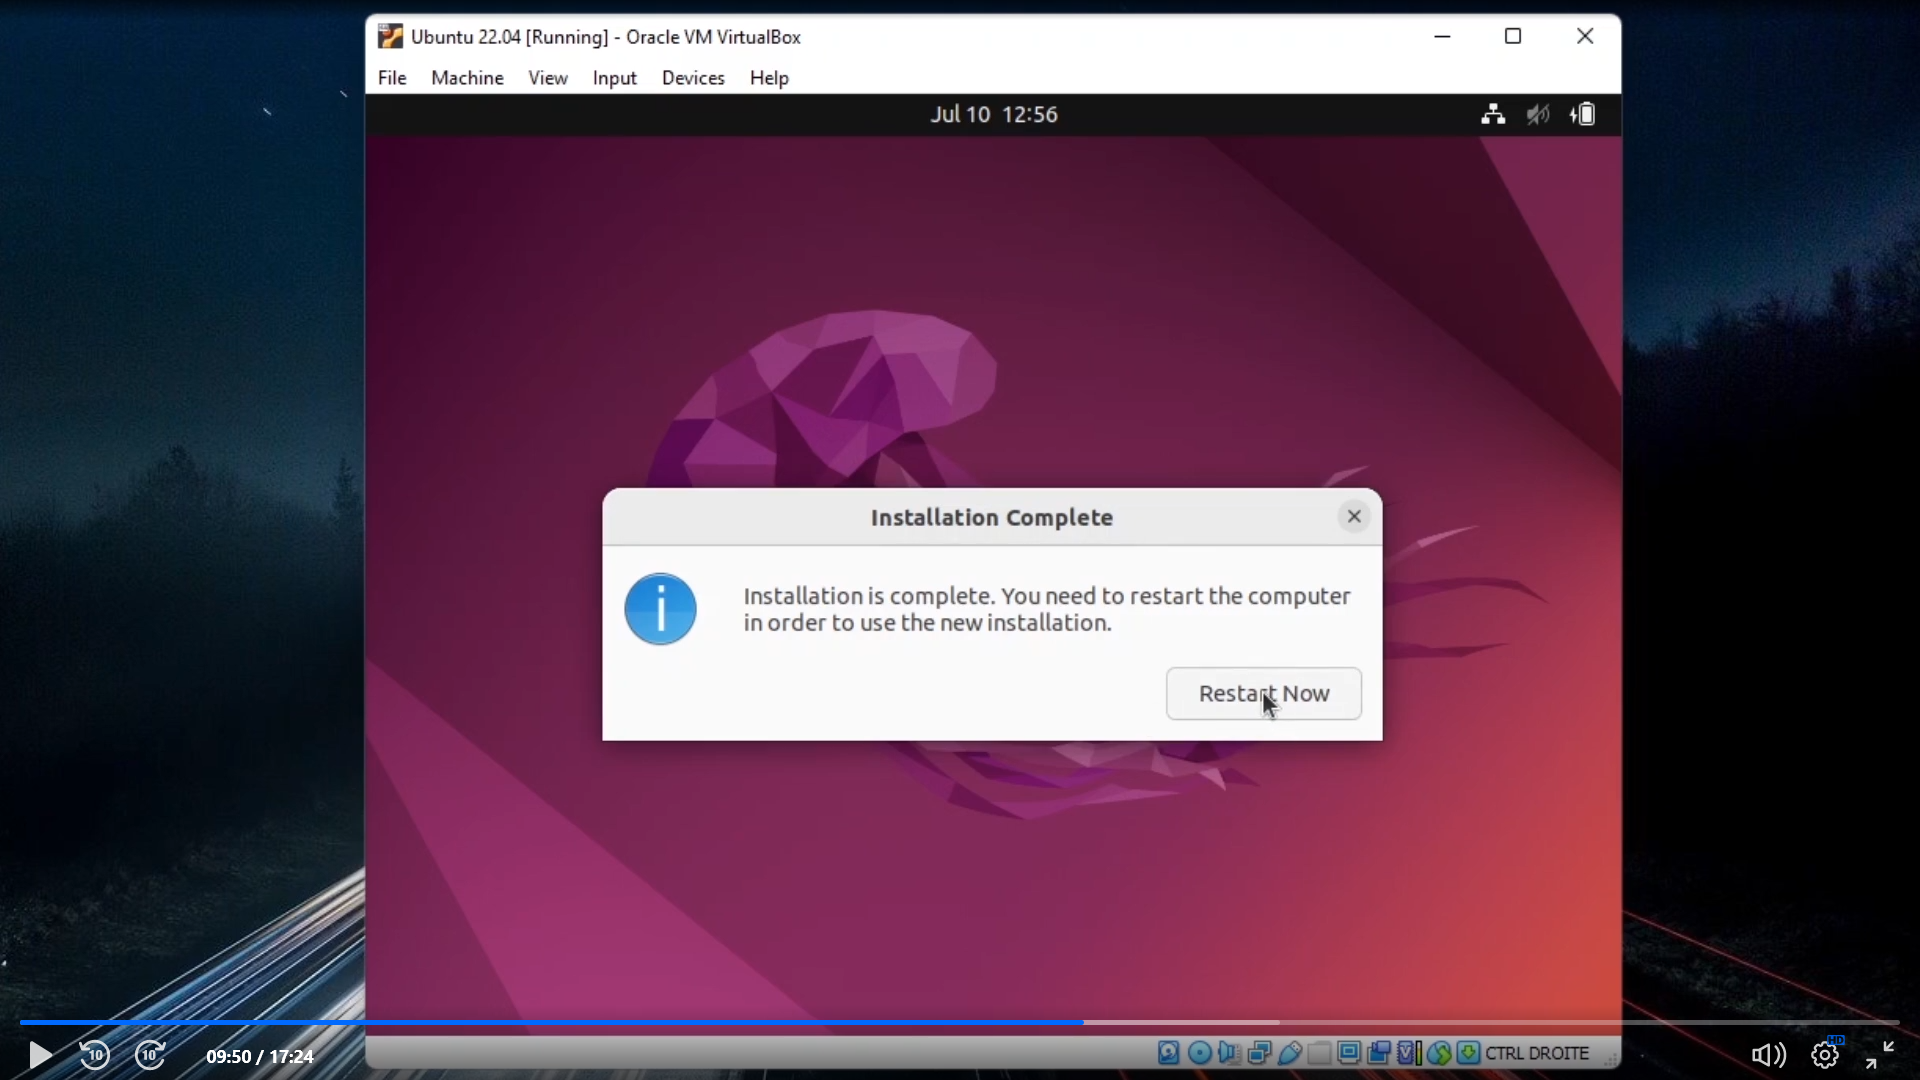 Ubuntu 22.04 [Running] - Oracle VM VirtualBox
File Machine View Input Devices Help
Jul 10 12:56
Installation Complete
Installation is complete. You need to restart the computer
in order to use the new installation.
Restart Now
10 10 09:50 / 17:24
CTRL DROITE
HD